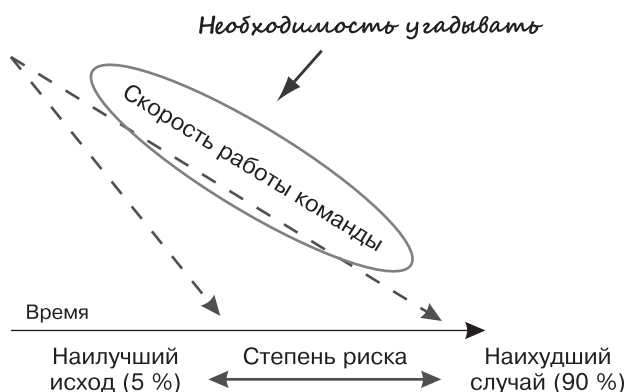 Необходимость угадывать
Скорость работы команды
Время
Наилучший
исход (5 %)
Степень риска
Наихудший
случай (90 %)